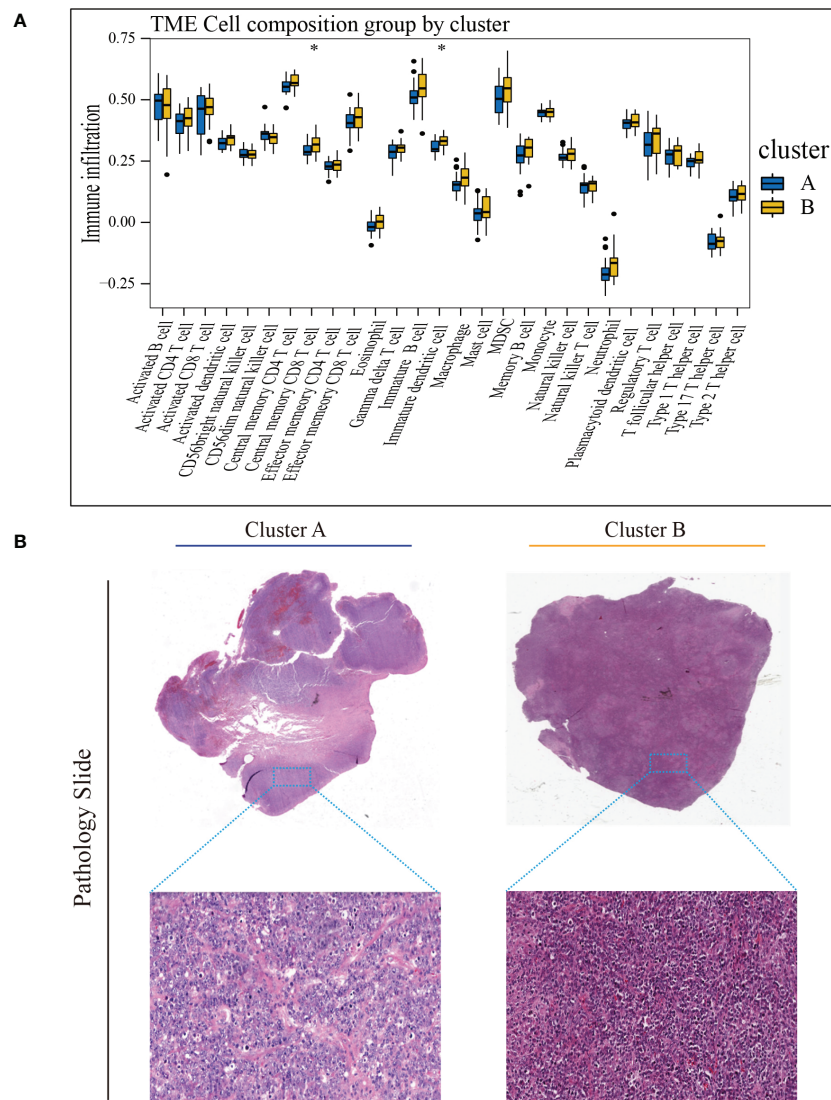 A
TME Cell composition group by cluster
* *
0.75
0.50
0.25
0.00
−0.25
Immune infiltration
cluster
A
B
Activated B cell
Activated CD4 T cell
Activated CD8 T cell
Activated dendritic cell
CD56bright natural killer cell
CD56dim natural killer cell
Central memory CD4 T cell
Central memory CD8 T cell
Effector memeory CD4 T cell
Effector memeory CD8 T cell
Eosinophil
Gamma delta T cell
Immature B cell
Immature dendritic cell
Macrophage
Mast cell
MDSC
Memory B cell
Monocyte
Natural killer cell
Natural killer T cell
Neutrophil
Plasmacytoid dendritic cell
Regulatory T cell
T follicular helper cell
Type 1 T helper cell
Type 17 T helper cell
Type 2 T helper cell
B
Cluster A
Cluster B
Pathology Slide